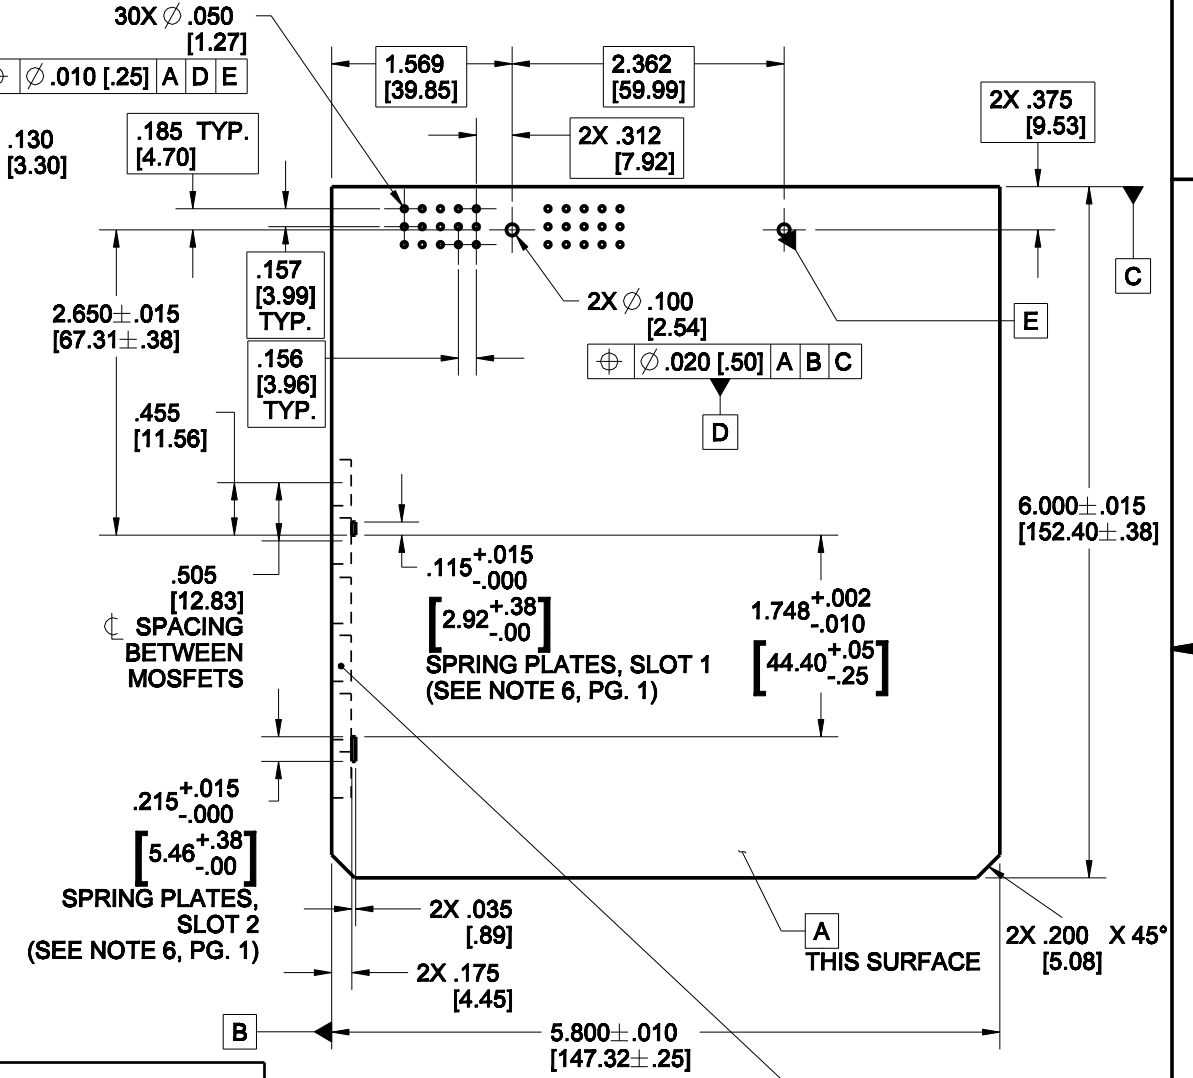 30X ∅ .050
[1.27]
⌖ ∅ .010 [.25] A D E
1.569
[39.85]
2.362
[59.99]
2X .375
[9.53]
.130
[3.30]
.185 TYP.
[4.70]
2X .312
[7.92]
C
.157
[3.99]
TYP.
2X ∅ .100
[2.54]
E
2.650±.015
[67.31±.38]
⌖ ∅ .020 [.50] A B C
.156
[3.96]
TYP.
D
.455
[11.56]
6.000±.015
[152.40±.38]
.505
[12.83]
℄ SPACING
BETWEEN
MOSFETS
.115 +.015
-.000
[2.92 +.38
-.00]
SPRING PLATES, SLOT 1
(SEE NOTE 6, PG. 1)
1.748 +.002
-.010
[44.40 +.05
-.25]
.215 +.015
-.000
[5.46 +.38
-.00]
SPRING PLATES,
SLOT 2
(SEE NOTE 6, PG. 1)
2X .035
[.89]
2X .175
[4.45]
A
THIS SURFACE
2X .200 X 45°
[5.08]
B
5.800±.010
[147.32±.25]